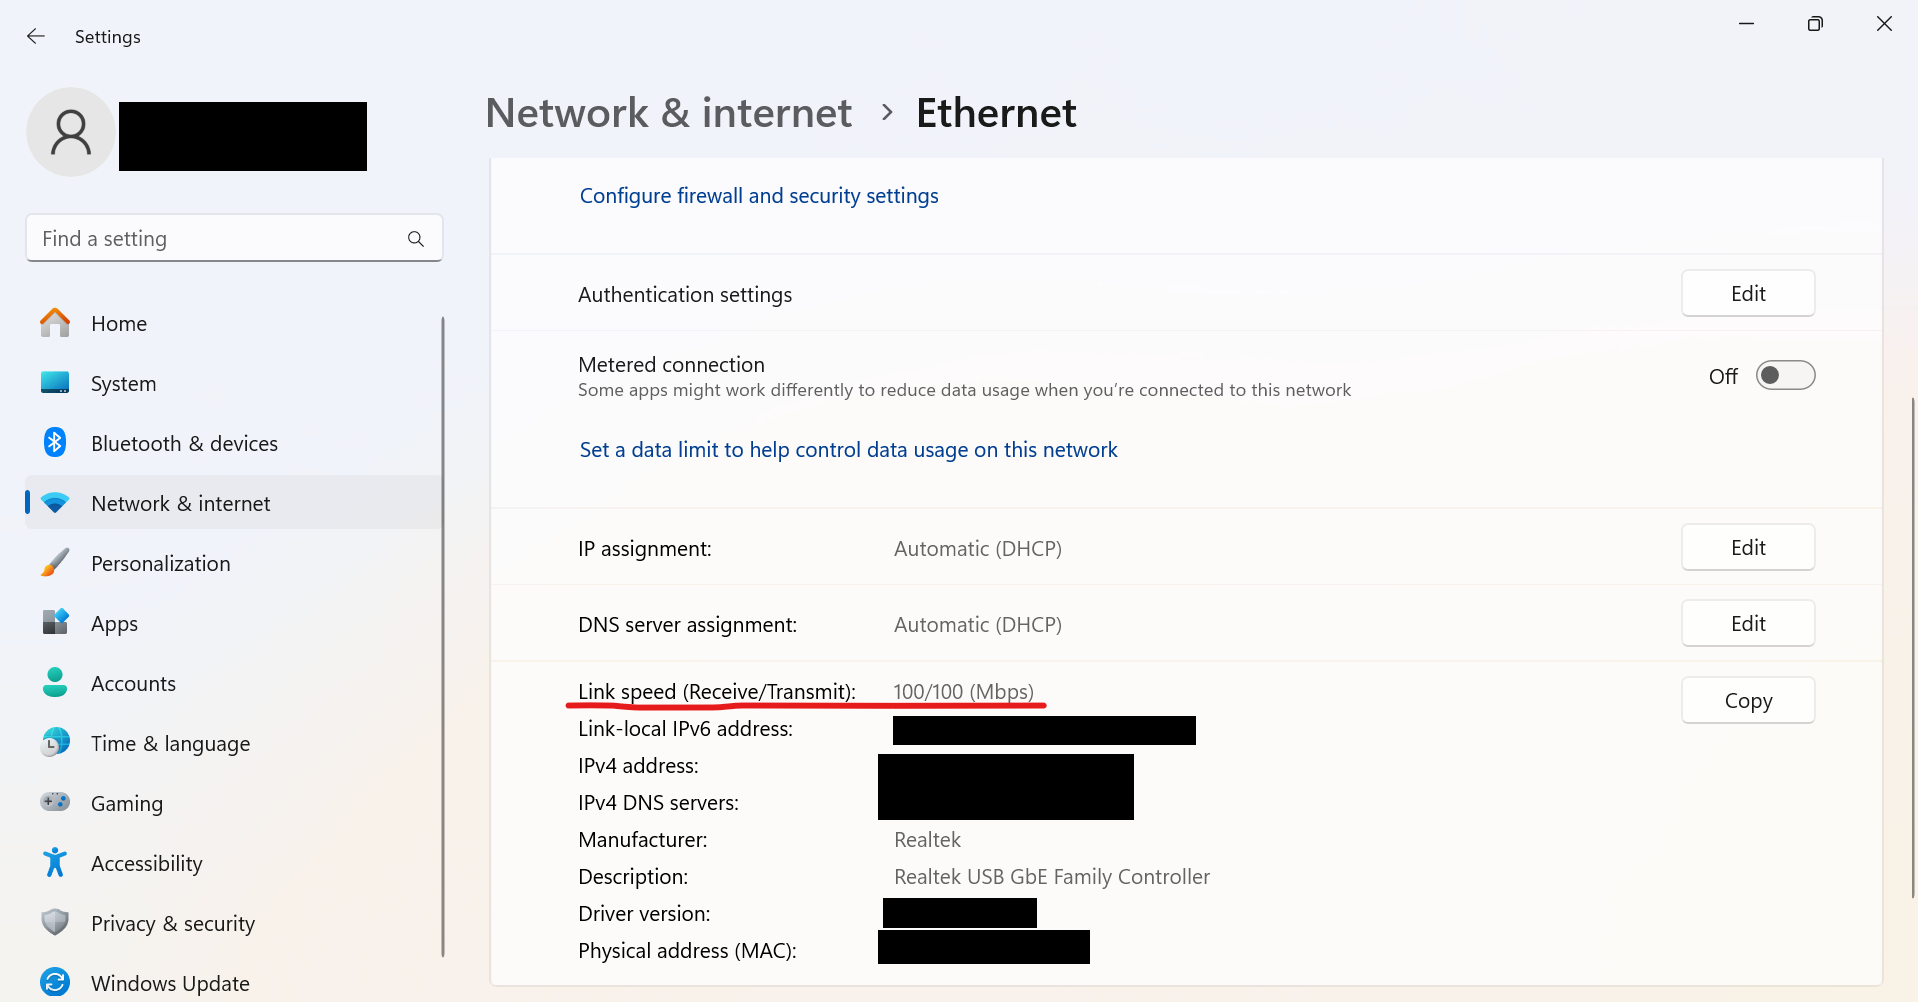 Settings
Network & internet > Ethernet
Configure firewall and security settings
Find a setting
Authentication settings
Edit
Home
Metered connection
Some apps might work differently to reduce data usage when you're connected to this network
Off
System
Bluetooth & devices
Set a data limit to help control data usage on this network
Network & internet
IP assignment: Automatic (DHCP)
Edit
Personalization
Apps
DNS server assignment: Automatic (DHCP)
Edit
Accounts
Link speed (Receive/Transmit): 100/100 (Mbps)
Copy
Link-local IPv6 address:
Time & language
IPv4 address:
IPv4 DNS servers:
Gaming
Manufacturer: Realtek
Accessibility
Description: Realtek USB GbE Family Controller
Driver version:
Privacy & security
Physical address (MAC):
Windows Update